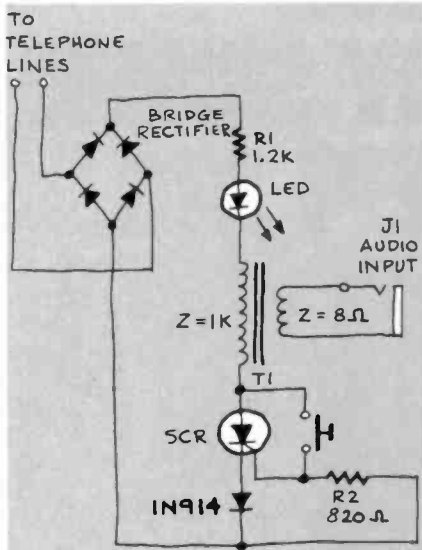 TO
TELEPHONE
LINES
BRIDGE
RECTIFIER
R1
1.2K
LED
J1
AUDIO
INPUT
Z=1K
Z=8Ω
T1
SCR
1N914
R2
820Ω